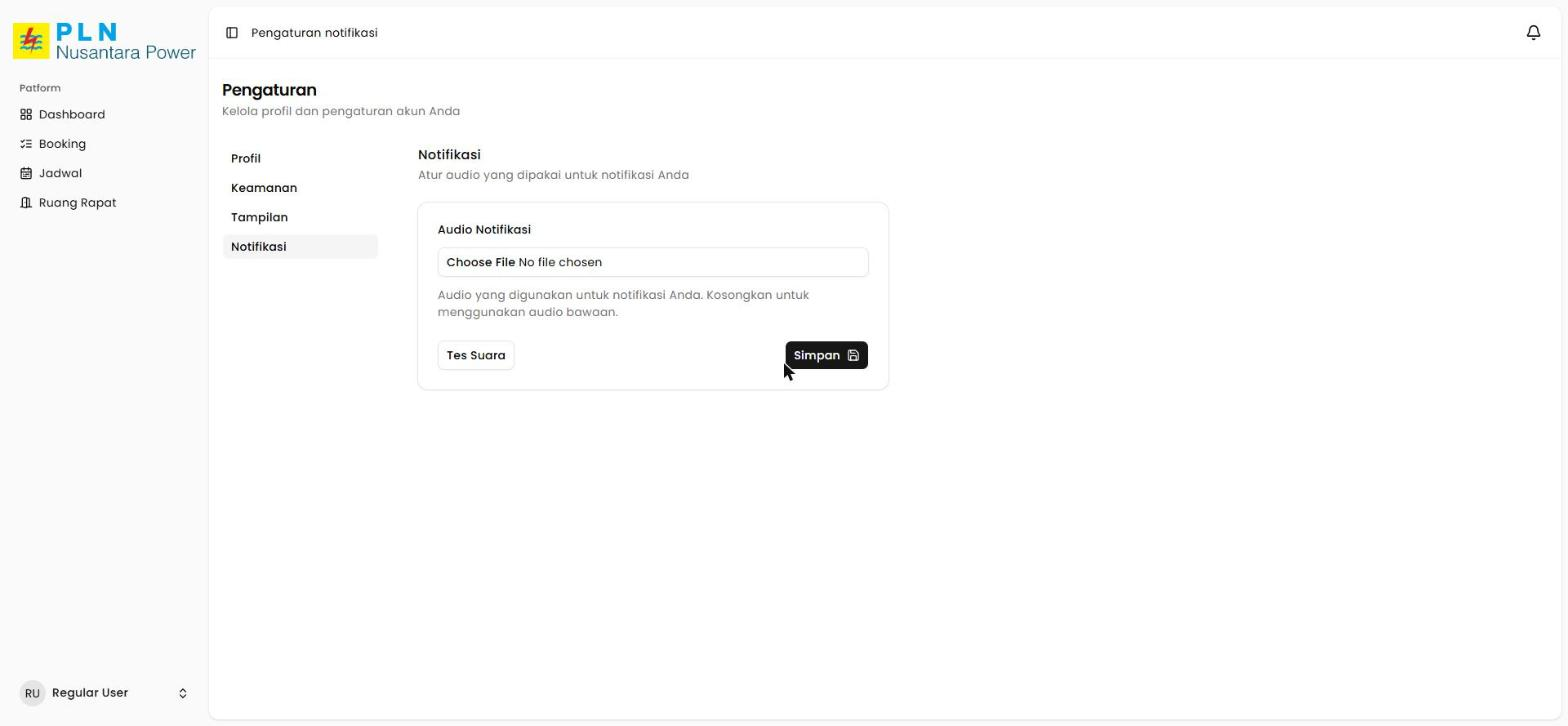 PLN
Nusantara Power
Patform
Dashboard
Booking
Jadwal
Ruang Rapat
RU Regular User
Pengaturan notifikasi
Pengaturan
Kelola profil dan pengaturan akun Anda
Profil
Keamanan
Tampilan
Notifikasi
Notifikasi
Atur audio yang dipakai untuk notifikasi Anda
Audio Notifikasi
Choose File No file chosen
Audio yang digunakan untuk notifikasi Anda. Kosongkan untuk
menggunakan audio bawaan.
Tes Suara
Simpan